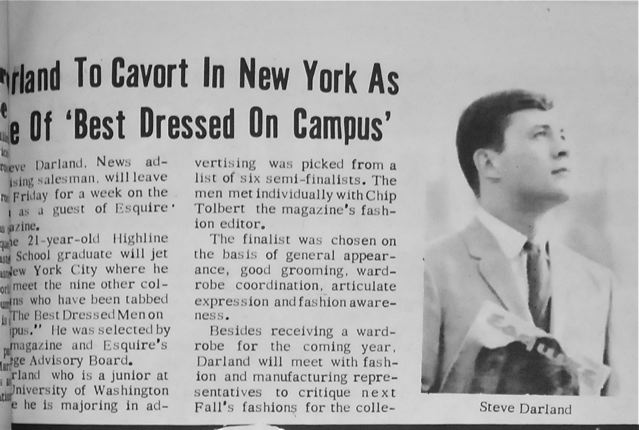 rland To Cavort In New York As
e Of 'Best Dressed On Campus'
eve Darland, News ad-
ising salesman, will leave
Friday for a week on the
as a guest of Esquire
azine.
e 21-year-old Highline
School graduate will jet
New York City where he
meet the nine other col-
ns who have been tabbed
The Best Dressed Men on
pus." He was selected by
magazine and Esquire's
ge Advisory Board.
rland who is a junior at
University of Washington
e he is majoring in ad-
vertising was picked from a
list of six semi-finalists. The
men met individually with Chip
Tolbert the magazine's fash-
ion editor.
The finalist was chosen on
the basis of general appear-
ance, good grooming, ward-
robe coordination, articulate
expression and fashion aware-
ness.
Besides receiving a ward-
robe for the coming year,
Darland will meet with fash-
ion and manufacturing repre-
sentatives to critique next
Fall's fashions for the colle-
Esquire
Steve Darland